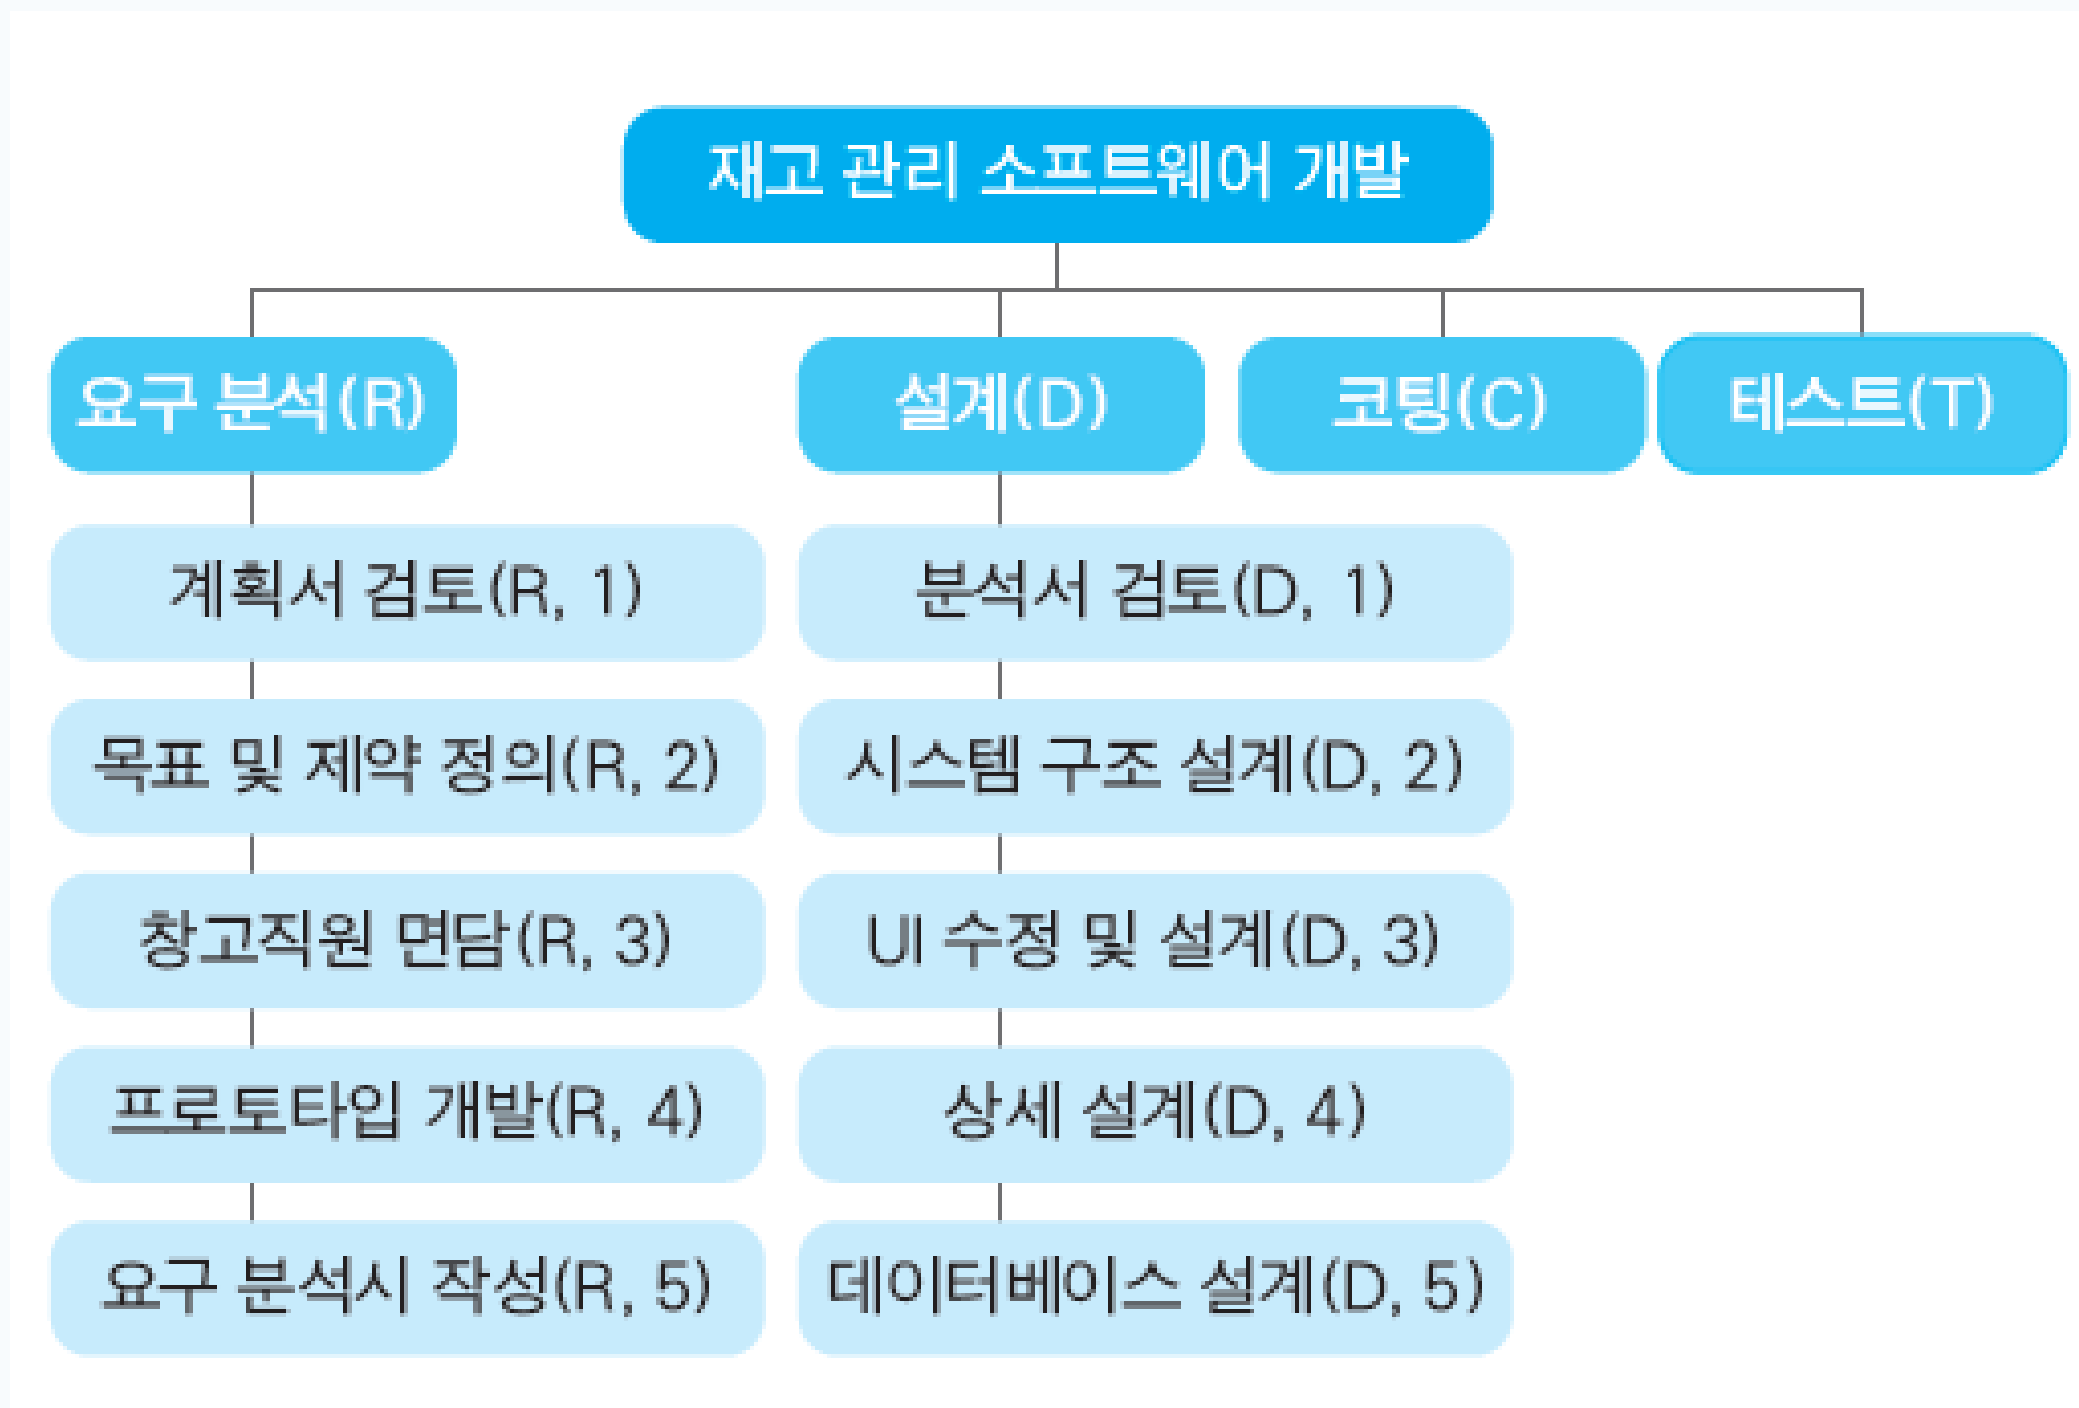 재고 관리 소프트웨어 개발
요구 분석(R)
설계(D)
코팅(C)
테스트(T)
계획서 검토(R, 1)
목표 및 제약 정의(R, 2)
창고직원 면담(R, 3)
프로토타입 개발(R, 4)
요구 분석시 작성(R, 5)
분석서 검토(D, 1)
시스템 구조 설계(D, 2)
UI 수정 및 설계(D, 3)
상세 설계(D, 4)
데이터베이스 설계(D, 5)